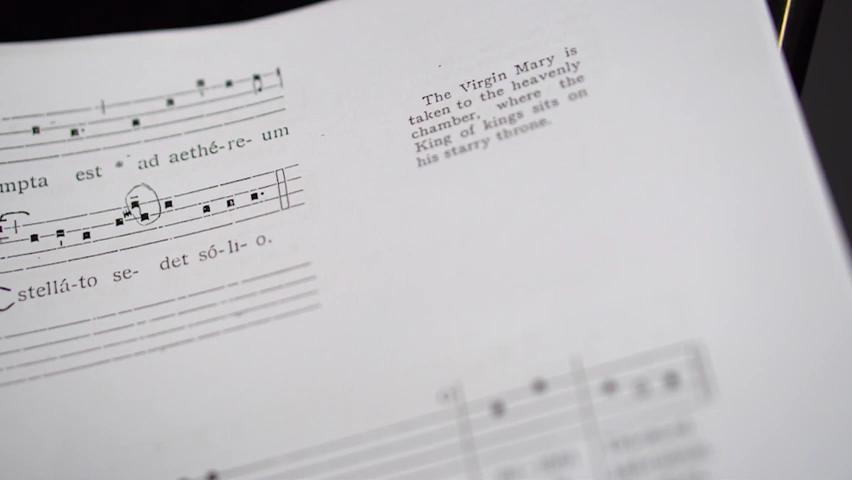 mpta est * ad aethé-re- um
stellá-to se- det só-li- o.
The Virgin Mary is
taken to the heavenly
chamber, where the
King of kings sits on
his starry throne.